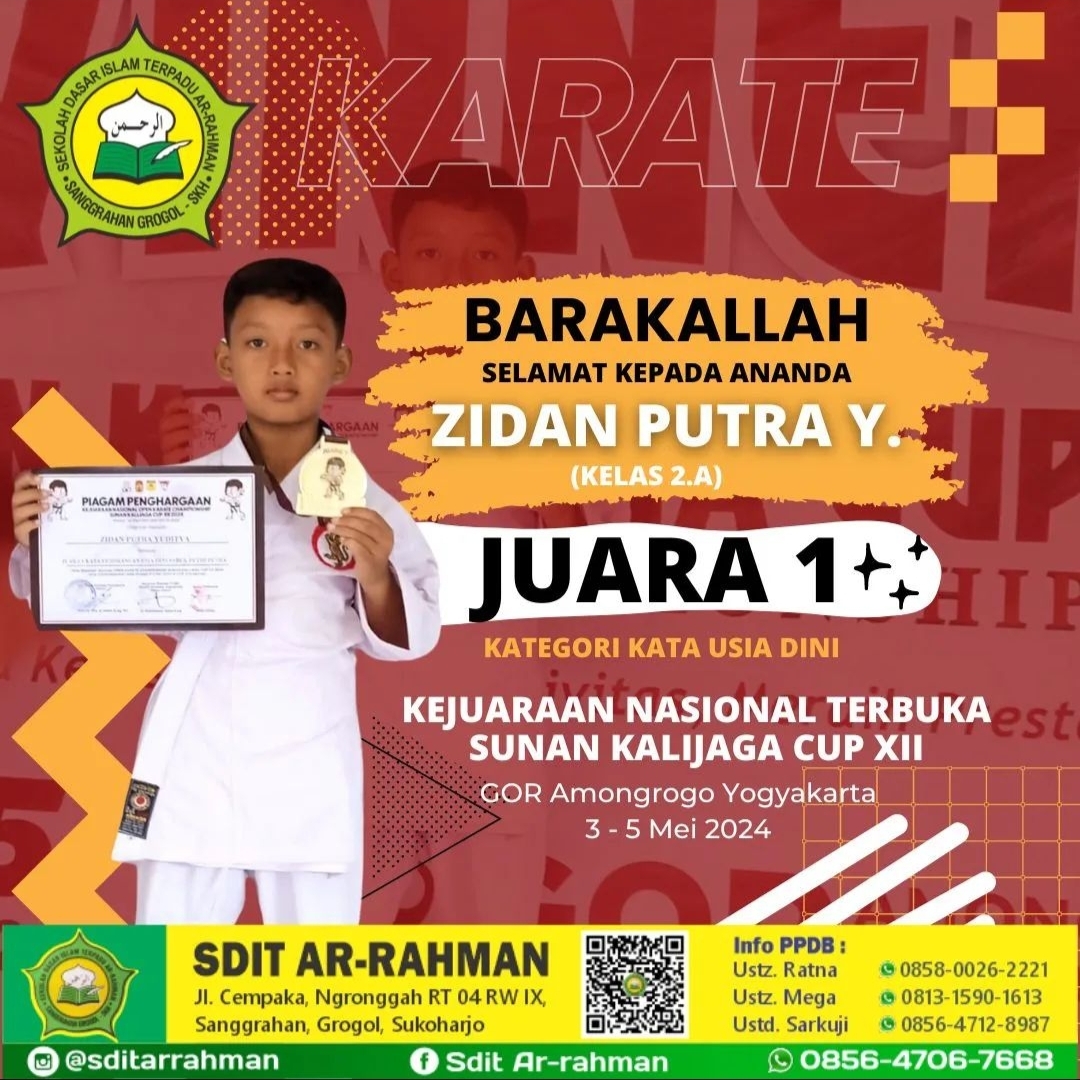 KARATE
SEKOLAH DASAR ISLAM TERPADU AR-RAHMAN
الرحمن
SANGGRAHAN GROGOL - SKH
BARAKALLAH
SELAMAT KEPADA ANANDA
ZIDAN PUTRA Y.
(KELAS 2.A)
PIAGAM PENGHARGAAN
ZIDAN PUTRA YUDITYA
JUARA 1
KATEGORI KATA USIA DINI
KEJUARAAN NASIONAL TERBUKA
SUNAN KALIJAGA CUP XII
GOR Amongrogo Yogyakarta
3 - 5 Mei 2024
SDIT AR-RAHMAN
Jl. Cempaka, Ngronggah RT 04 RW IX,
Sanggrahan, Grogol, Sukoharjo
Info PPDB :
Ustz. Ratna 0858-0026-2221
Ustz. Mega 0813-1590-1613
Ustd. Sarkuji 0856-4712-8987
@sditarrahman
Sdit Ar-rahman
0856-4706-7668